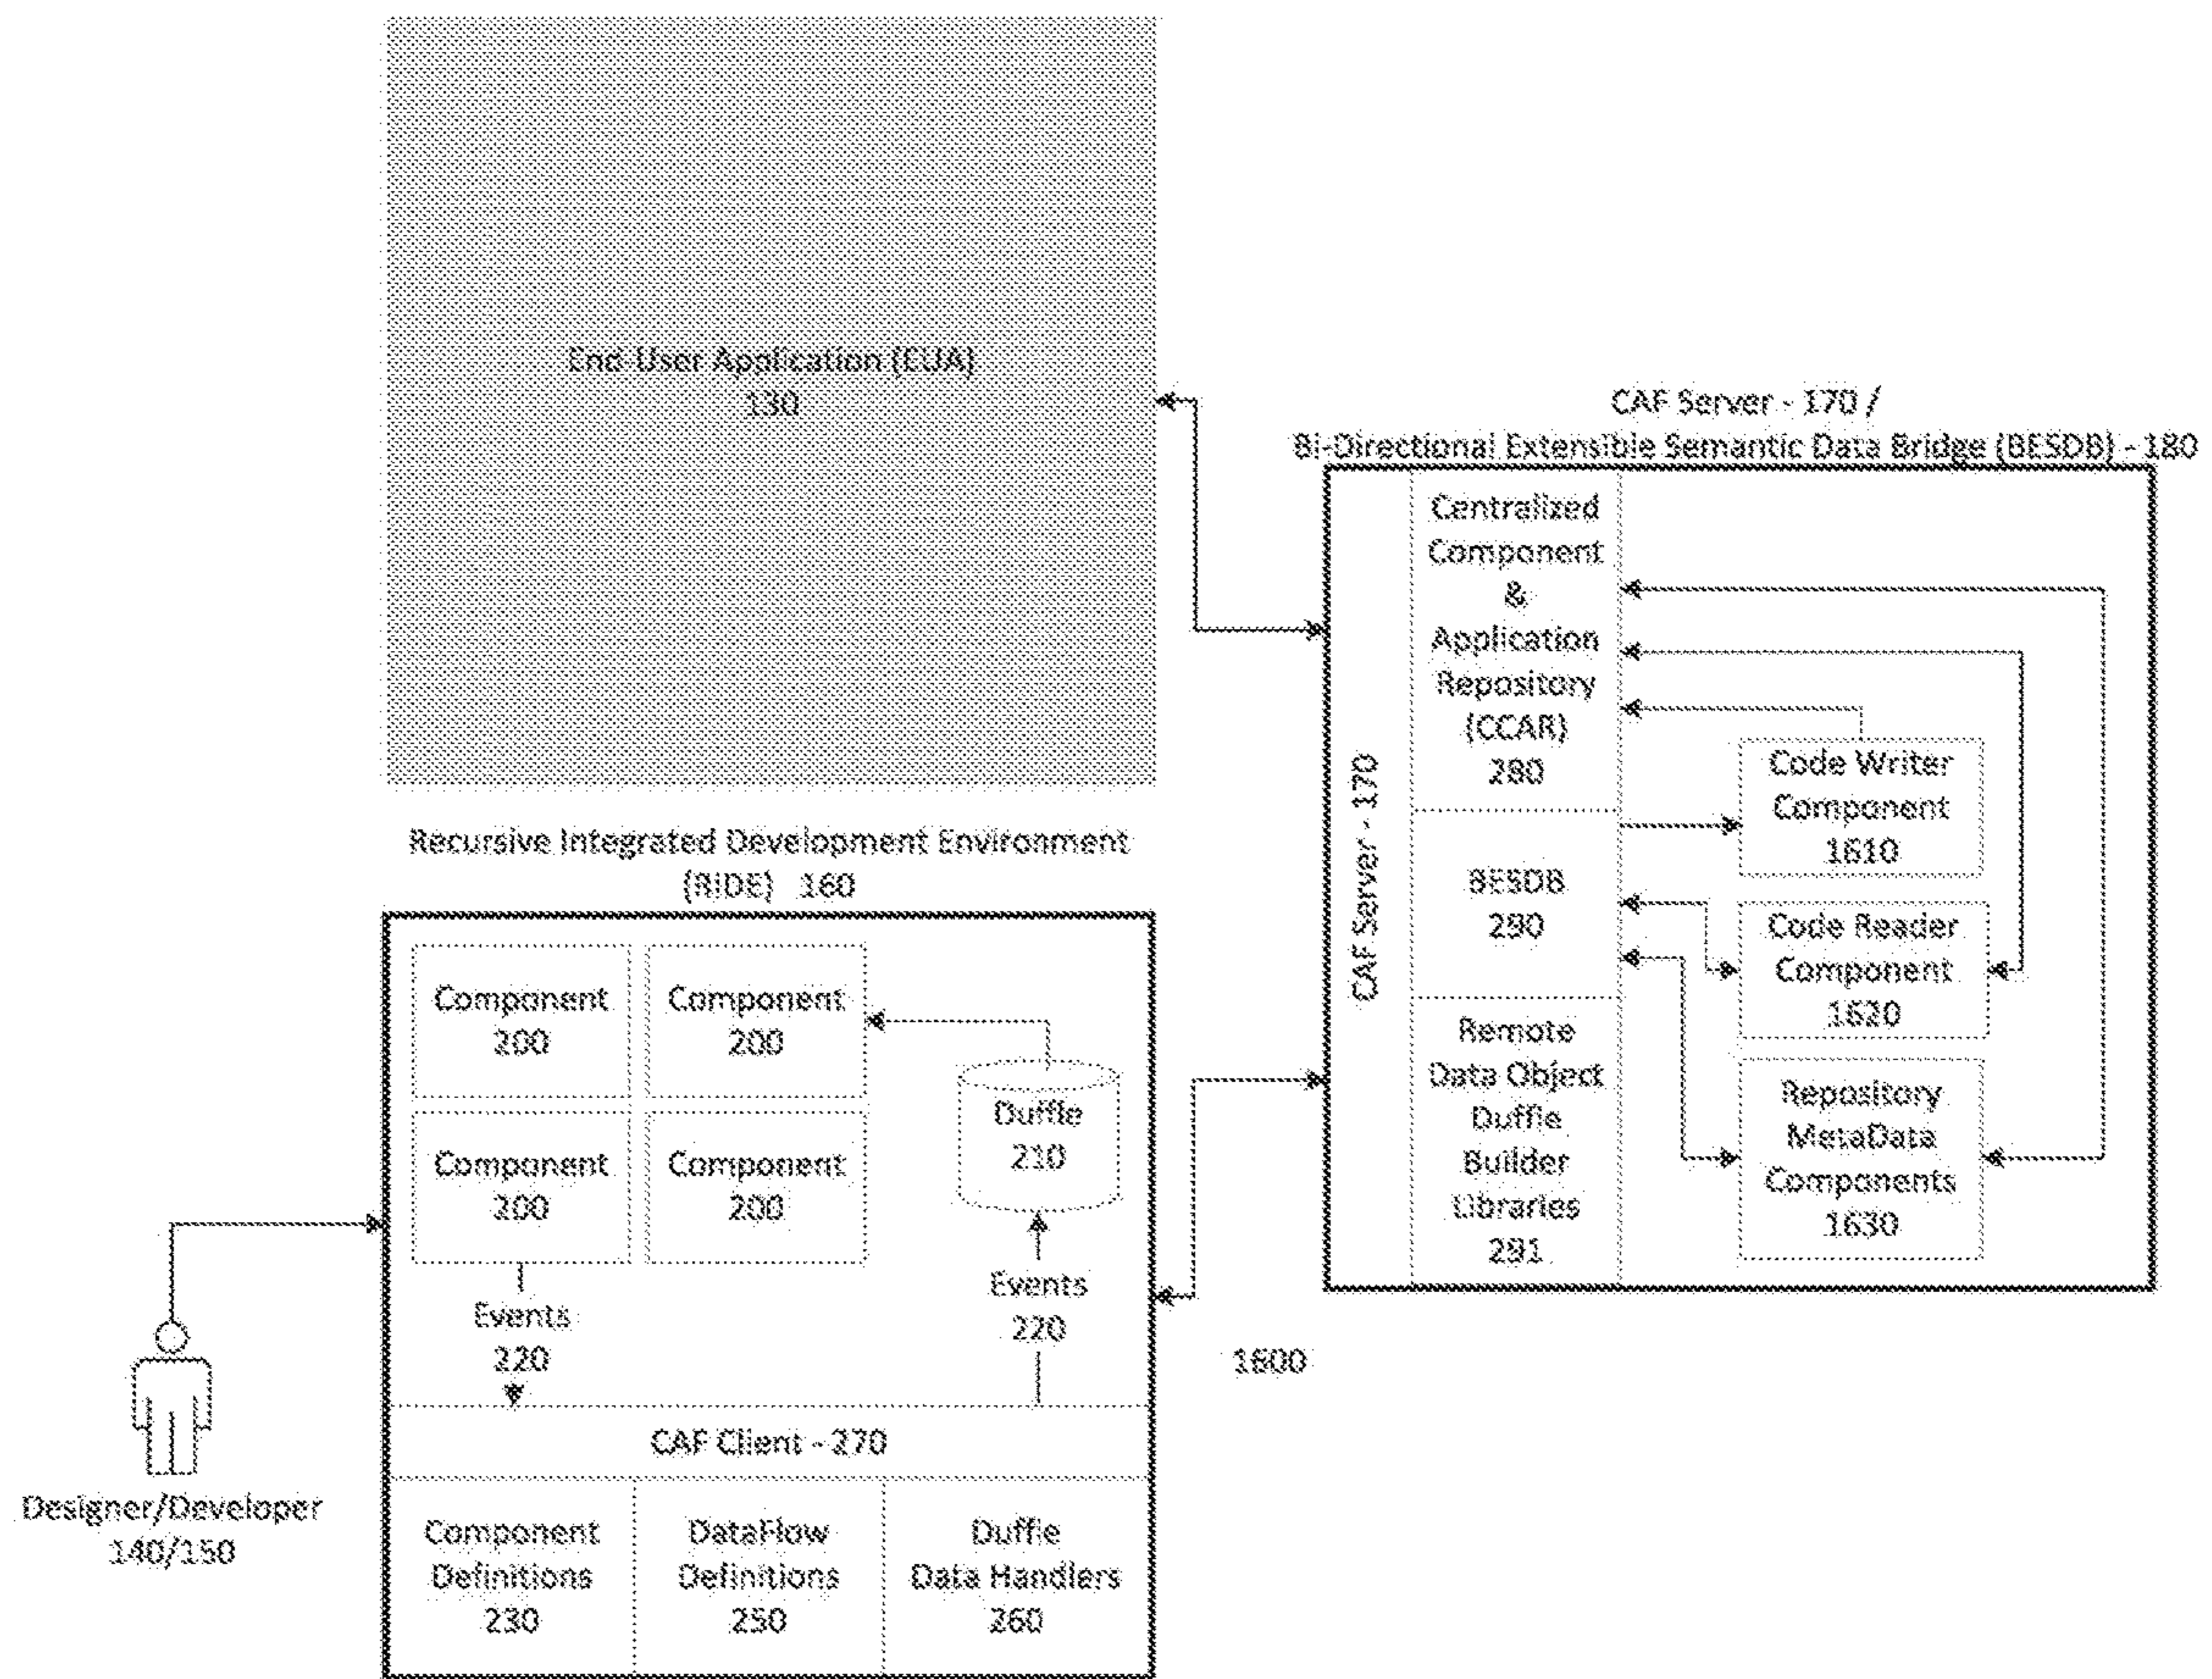 End-User Application (EUA)
130
CAF Server - 170 /
Bi-Directional Extensible Semantic Data Bridge (BESDB) - 180
CAF Server - 170
Centralized
Component
&
Application
Repository
(CCAR)
280
BESDB
290
Remote
Data Object
Duffle
Builder
Libraries
291
Code Writer
Component
1610
Code Reader
Component
1620
Repository
MetaData
Components
1630
Recursive Integrated Development Environment
(RIDE) 160
Component
200
Component
200
Component
200
Component
200
Duffle
210
Events
220
Events
220
CAF Client - 270
Component
Definitions
230
DataFlow
Definitions
250
Duffle
Data Handlers
260
1600
Designer/Developer
140/150